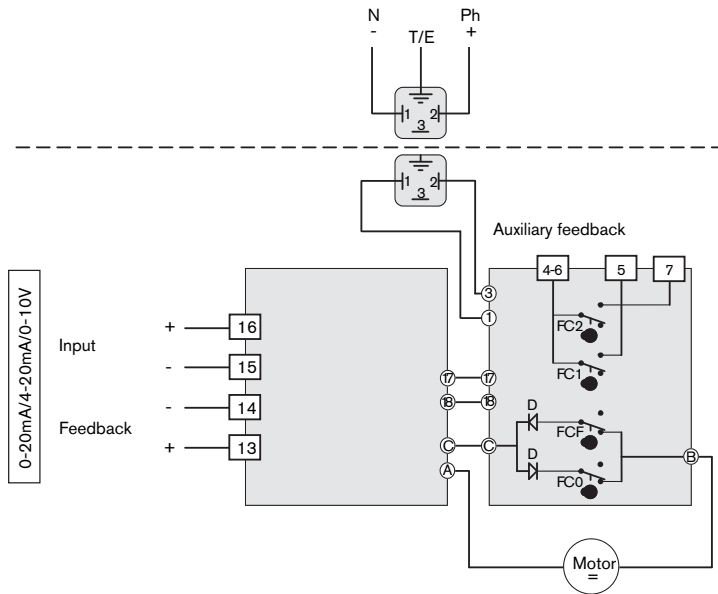 N
-
T/E
Ph
+
1 2
3
1 2
3
Auxiliary feedback
4-6 5 7
3
1
FC2
FC1
0-20mA/4-20mA/0-10V
Input
+ 16
- 15
Feedback
- 14
+ 13
17 17
18 18
C C
A
D
FCF
D
FC0
B
Motor
=